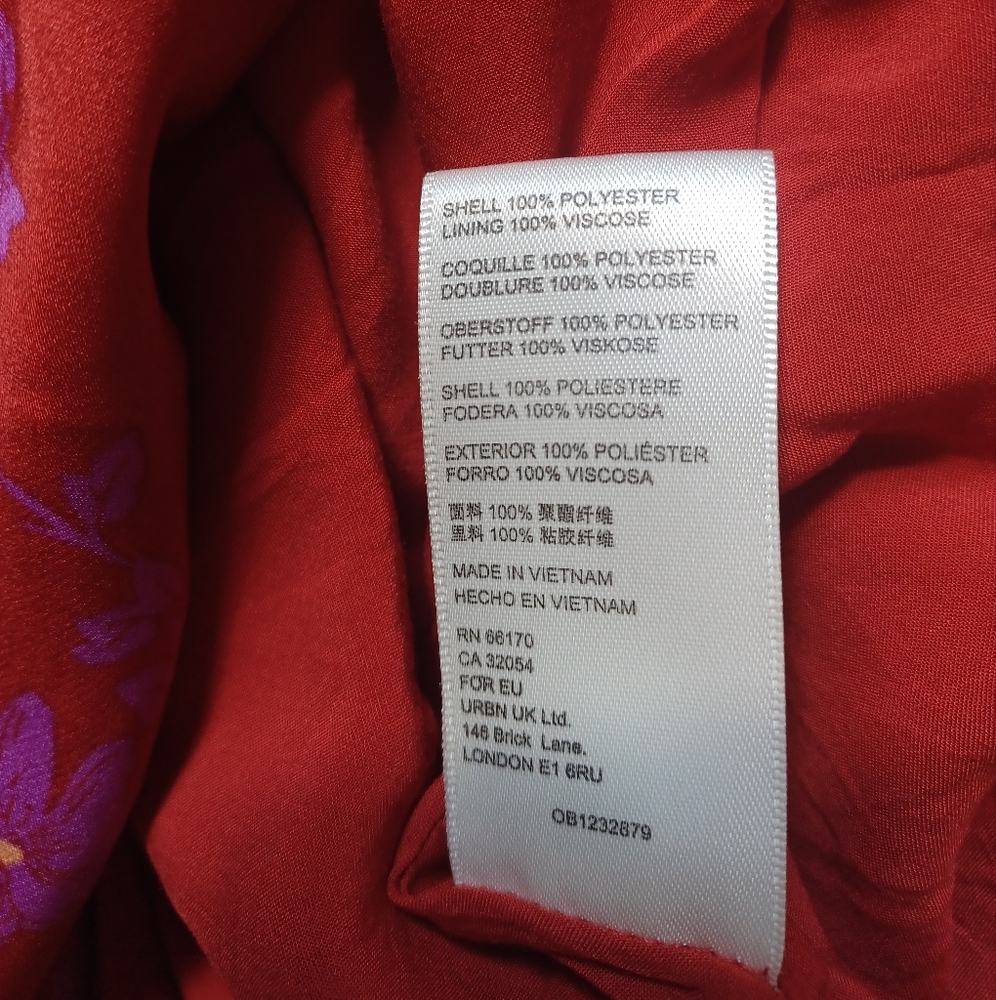 SHELL 100% POLYESTER
LINING 100% VISCOSE
COQUILLE 100% POLYESTER
DOUBLURE 100% VISCOSE
OBERSTOFF 100% POLYESTER
FUTTER 100% VISKOSE
SHELL 100% POLIESTERE
FODERA 100% VISCOSA
EXTERIOR 100% POLIÉSTER
FORRO 100% VISCOSA
面料 100% 聚酯纤维
里料 100% 粘胶纤维
MADE IN VIETNAM
HECHO EN VIETNAM
RN 66170
CA 32054
FOR EU
URBN UK Ltd.
146 Brick Lane.
LONDON E1 6RU
OB1232879